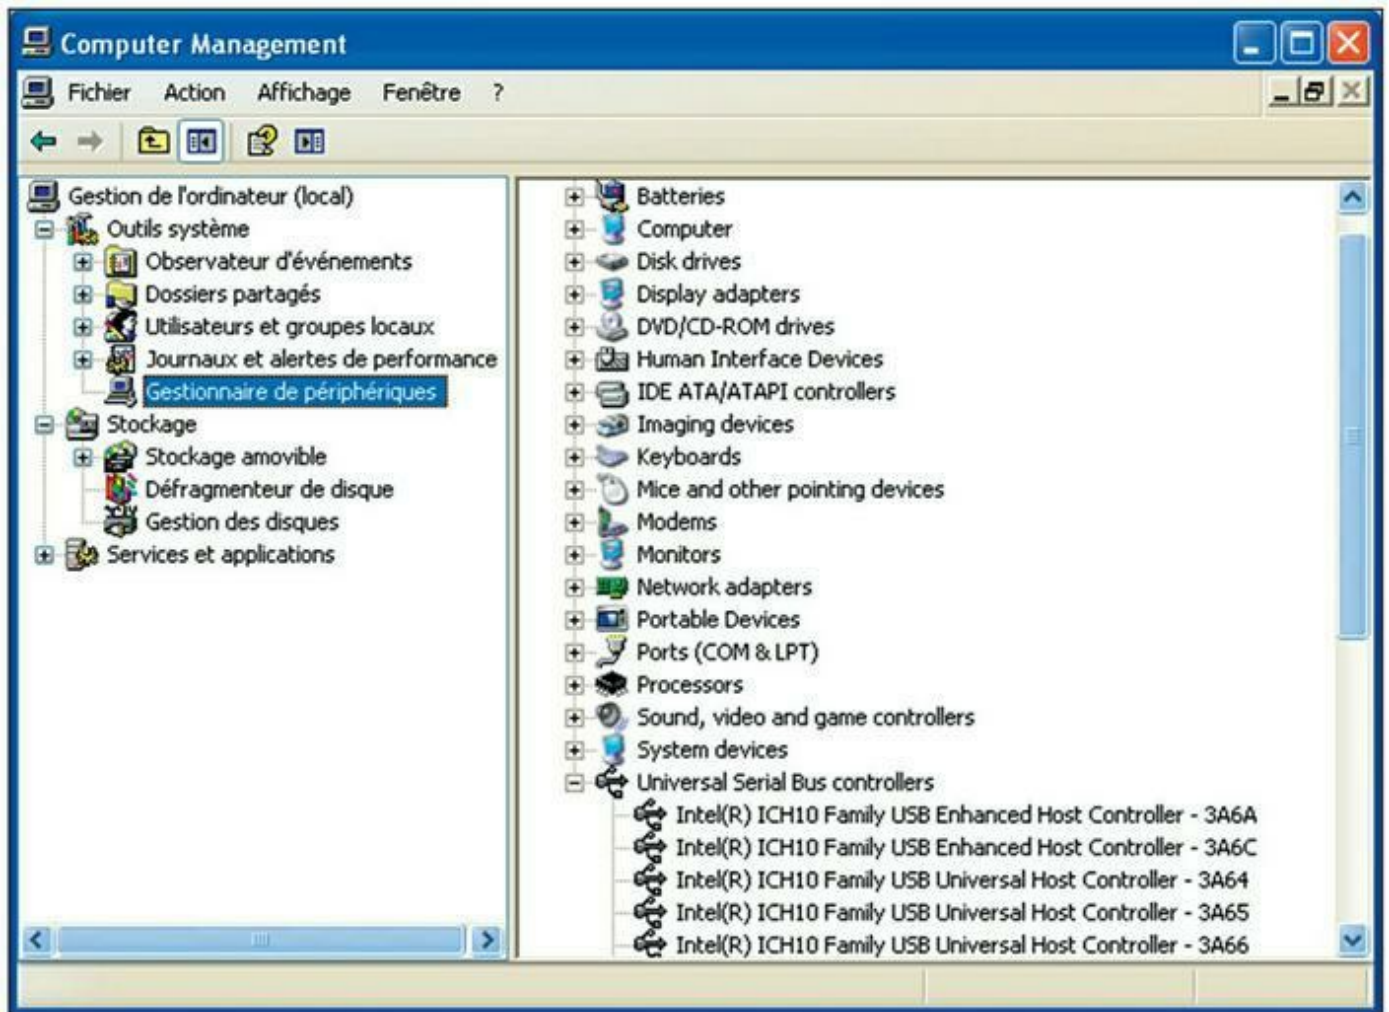 Computer Management
Fichier Action Affichage Fenêtre ?
Gestion de l'ordinateur (local)
Outils système
Observateur d'événements
Dossiers partagés
Utilisateurs et groupes locaux
Journaux et alertes de performance
Gestionnaire de périphériques
Stockage
Stockage amovible
Défragmenteur de disque
Gestion des disques
Services et applications
Batteries
Computer
Disk drives
Display adapters
DVD/CD-ROM drives
Human Interface Devices
IDE ATA/ATAPI controllers
Imaging devices
Keyboards
Mice and other pointing devices
Modems
Monitors
Network adapters
Portable Devices
Ports (COM & LPT)
Processors
Sound, video and game controllers
System devices
Universal Serial Bus controllers
Intel(R) ICH10 Family USB Enhanced Host Controller - 3A6A
Intel(R) ICH10 Family USB Enhanced Host Controller - 3A6C
Intel(R) ICH10 Family USB Universal Host Controller - 3A64
Intel(R) ICH10 Family USB Universal Host Controller - 3A65
Intel(R) ICH10 Family USB Universal Host Controller - 3A66